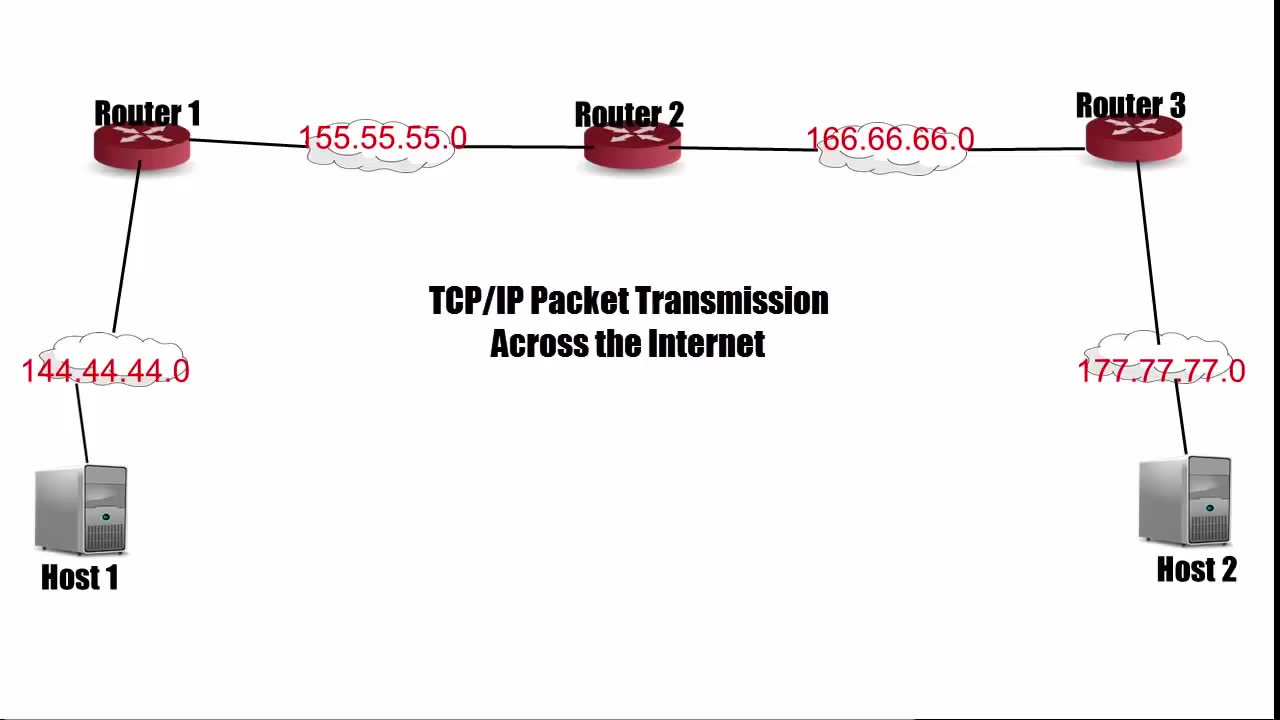 Router 1
155.55.55.0
Router 2
166.66.66.0
Router 3
TCP/IP Packet Transmission
Across the Internet
144.44.44.0
177.77.77.0
Host 1
Host 2